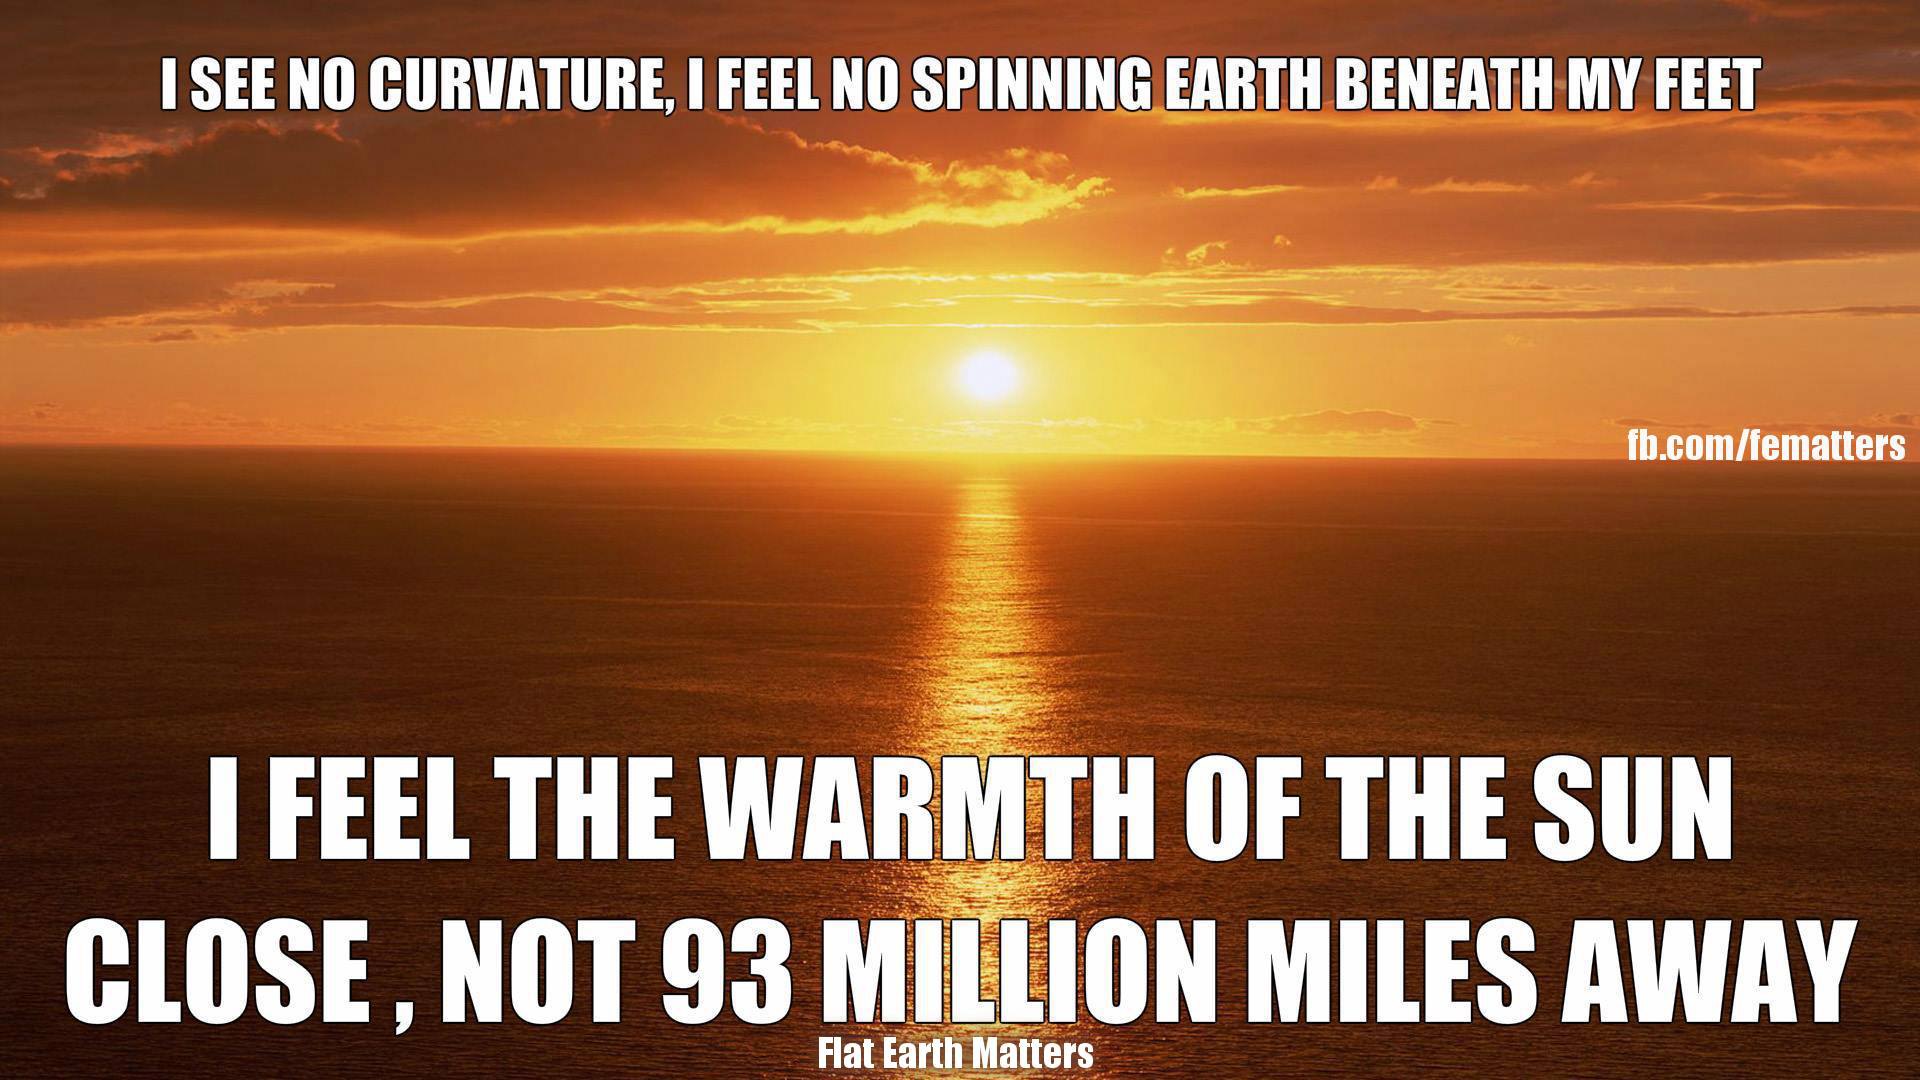 I SEE NO CURVATURE, I FEEL NO SPINNING EARTH BENEATH MY FEET
fb.com/fematters
I FEEL THE WARMTH OF THE SUN
CLOSE , NOT 93 MILLION MILES AWAY
Flat Earth Matters